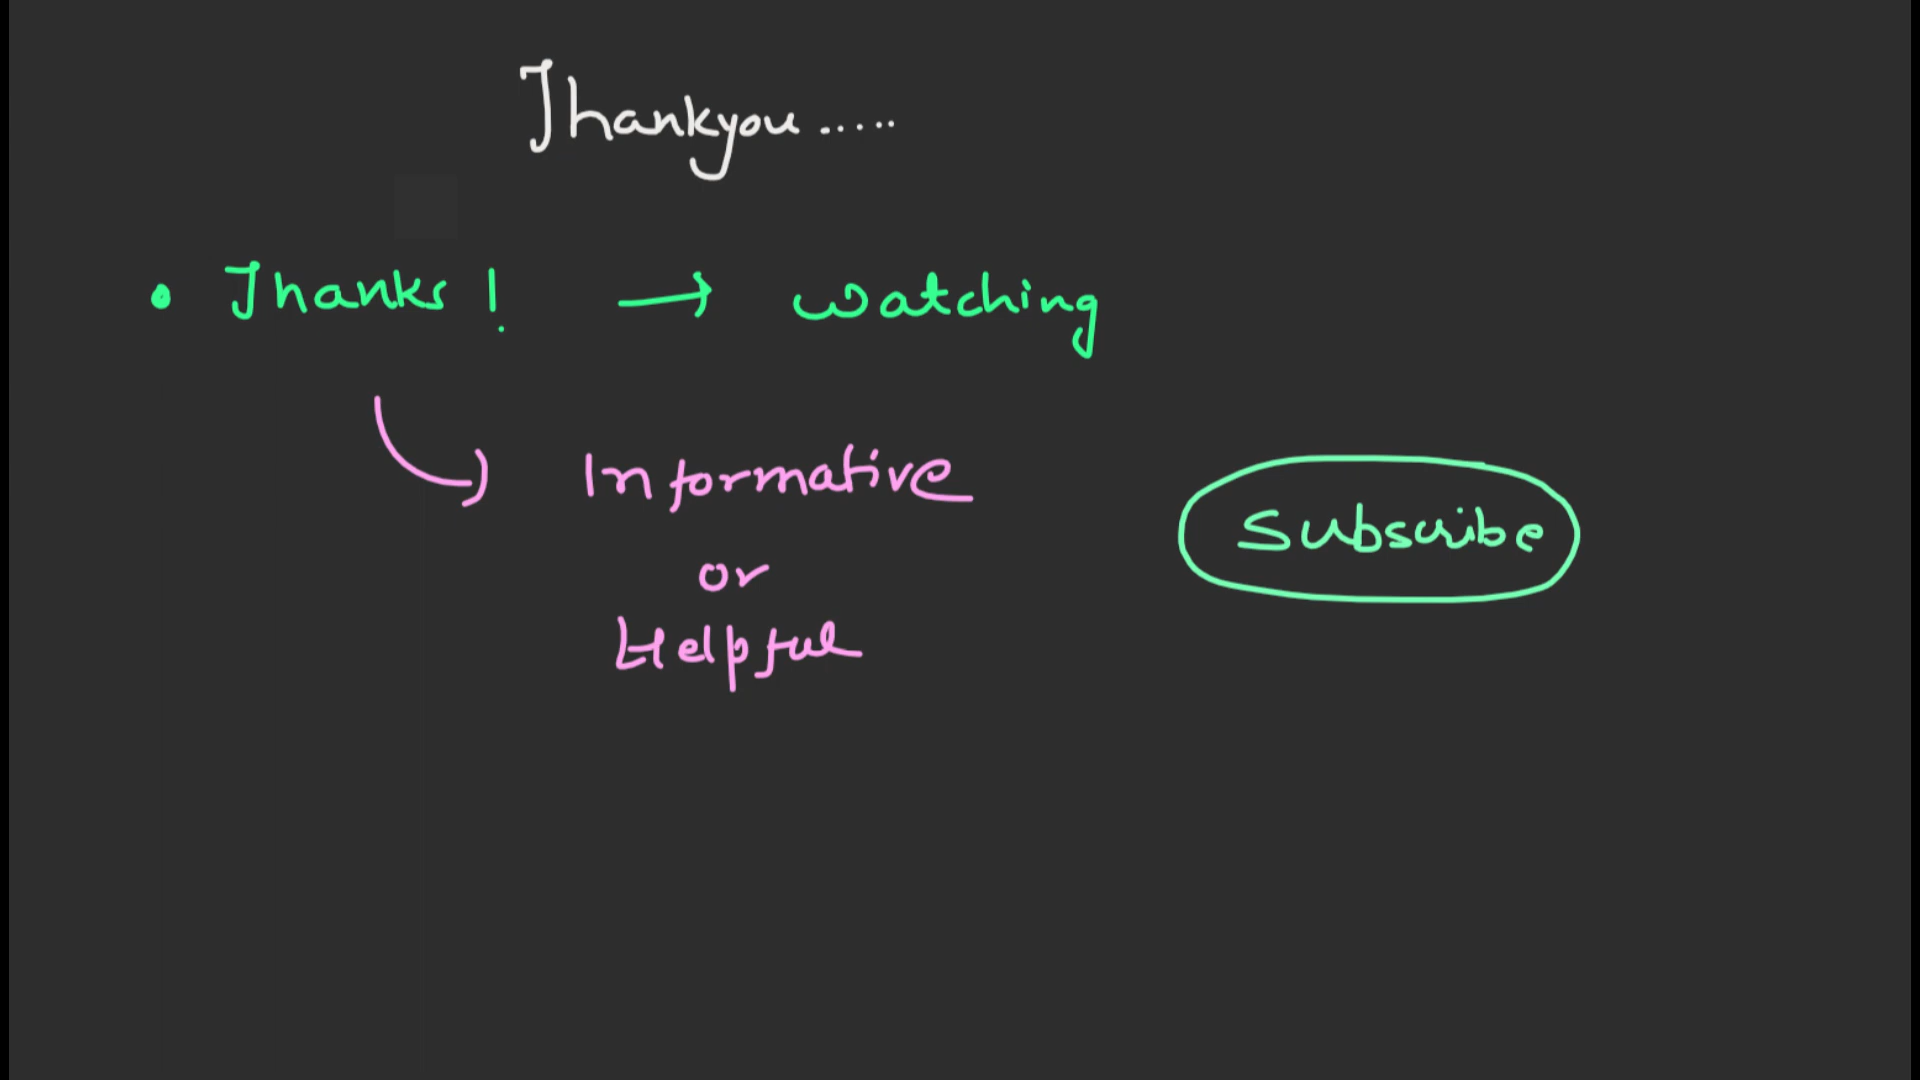 Thankyou.....
• Thanks! → watching
Informative
or
Helpful
Subscribe